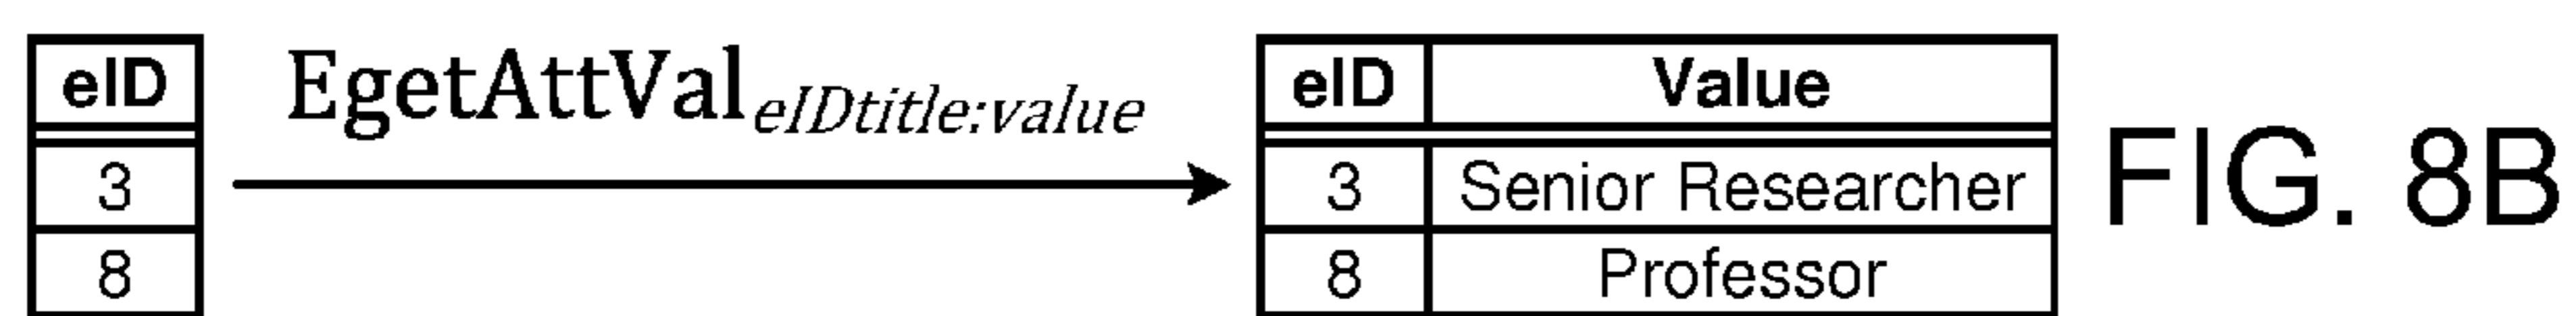 eID
3
8
EgetAttVal eIDtitle:value
eID Value
3 Senior Researcher
8 Professor
FIG. 8B